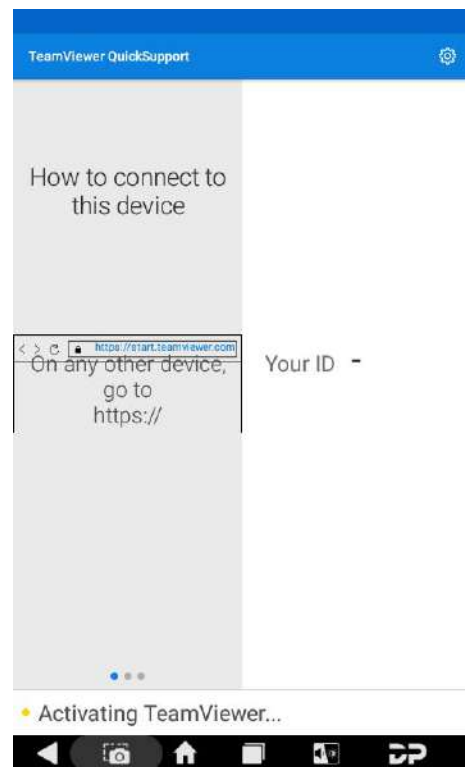 TeamViewer QuickSupport
How to connect to
this device
https://start.teamviewer.com
On any other device,
go to
https://
Your ID -
Activating TeamViewer...
DP